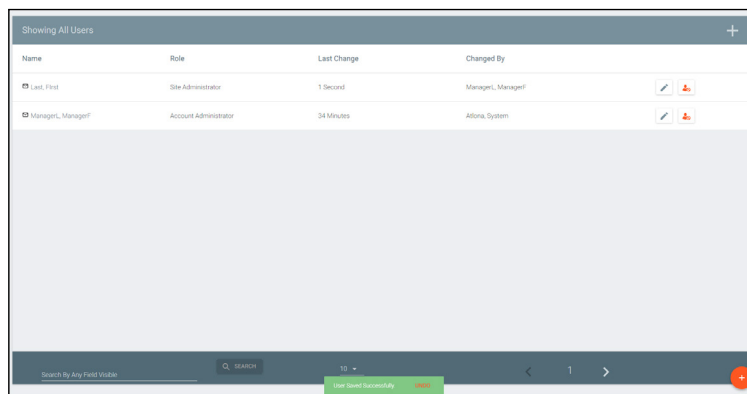 Showing All Users
Name Role Last Change Changed By
Last, First Site Administrator 1 Second ManagerL, ManagerF
ManagerL, ManagerF Account Administrator 34 Minutes Atlona, System
Search By Any Field Visible SEARCH 10 1
User Saved Successfully